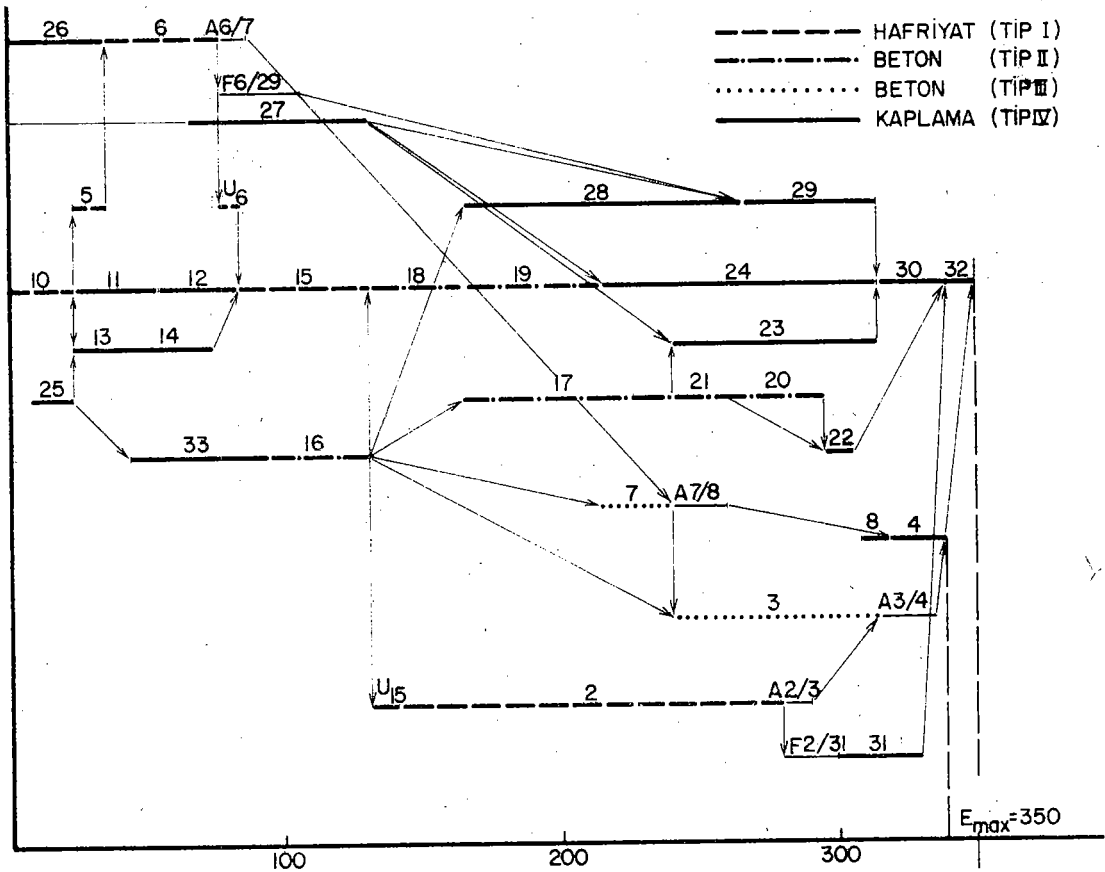 26 6 A6/7
HAFRİYAT (TİP I)
BETON (TİP II)
BETON (TİP III)
KAPLAMA (TİP IV)
F6/29
27
5 U6
28 29
10 11 12 15 18 19 24 30 32
13 14
23
25
17 21 20
33 16
22
7 A7/8
8 4
3 A3/4
U15 2 A2/3
F2/31 31
Emax=350
100 200 300